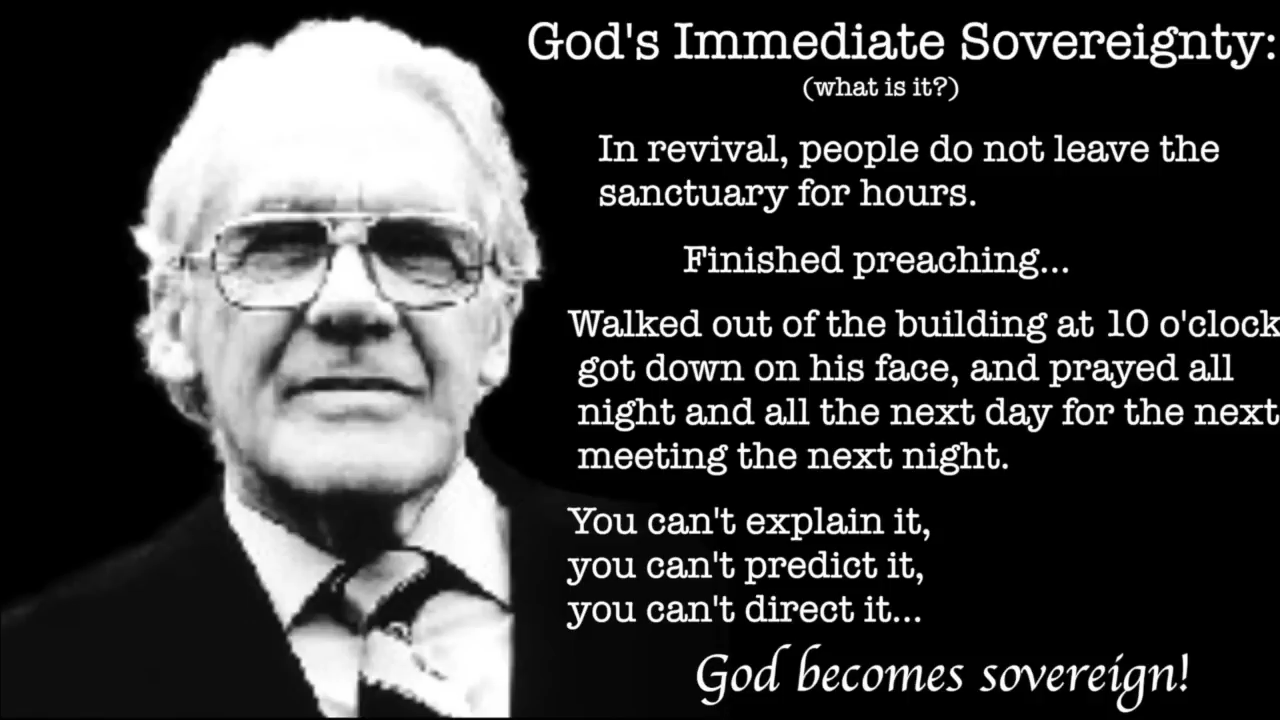 God's Immediate Sovereignty:
(what is it?)
In revival, people do not leave the
sanctuary for hours.
Finished preaching...
Walked out of the building at 10 o'clock
got down on his face, and prayed all
night and all the next day for the next
meeting the next night.
You can't explain it,
you can't predict it,
you can't direct it...
God becomes sovereign!